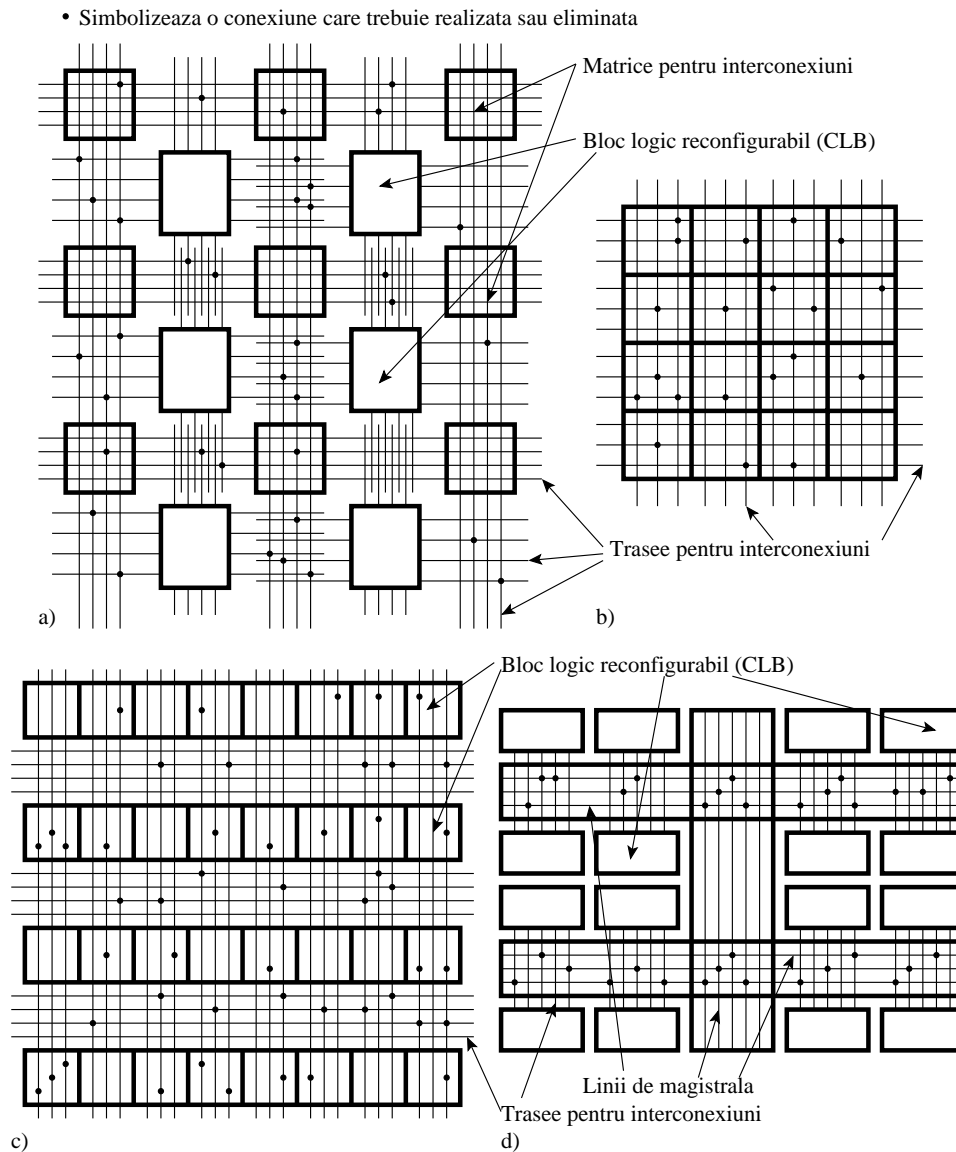 • Simbolizeaza o conexiune care trebuie realizata sau eliminata
Matrice pentru interconexiuni
Bloc logic reconfigurabil (CLB)
Trasee pentru interconexiuni
a)
b)
Bloc logic reconfigurabil (CLB)
Linii de magistrala
Trasee pentru interconexiuni
c)
d)